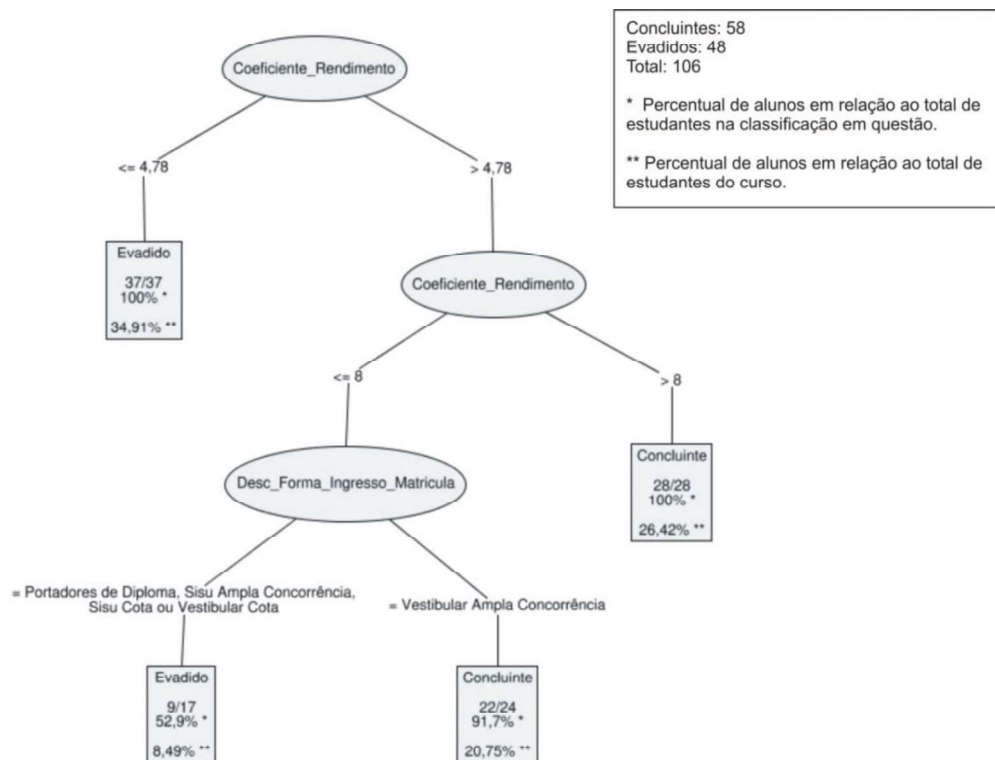 Concluintes: 58
Evadidos: 48
Total: 106
* Percentual de alunos em relação ao total de
estudantes na classificação em questão.
** Percentual de alunos em relação ao total de
estudantes do curso.
Coeficiente_Rendimento
<= 4,78
> 4,78
Evadido
37/37
100% *
34,91% **
Coeficiente_Rendimento
<= 8
> 8
Desc_Forma_Ingresso_Matricula
Concluinte
28/28
100% *
26,42% **
= Portadores de Diploma, Sisu Ampla Concorrência,
Sisu Cota ou Vestibular Cota
= Vestibular Ampla Concorrência
Evadido
9/17
52,9% *
8,49% **
Concluinte
22/24
91,7% *
20,75% **